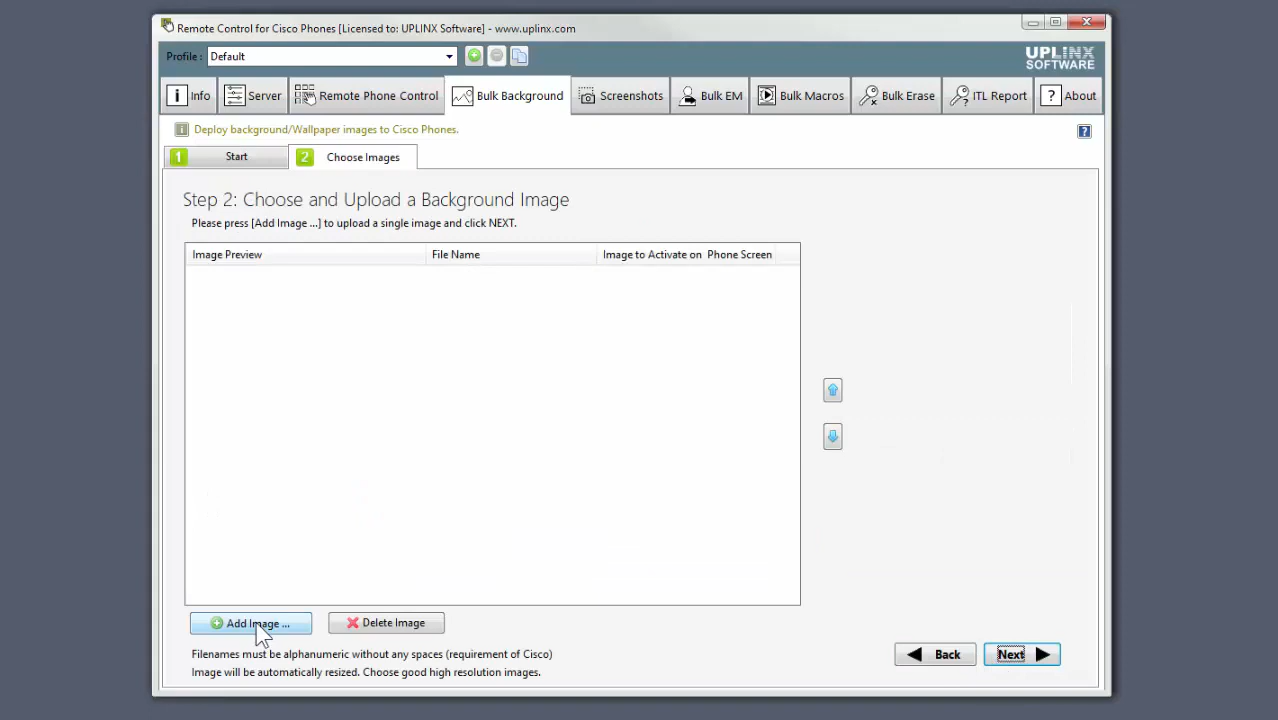 Remote Control for Cisco Phones [Licensed to: UPLINX Software] - www.uplinx.com
Profile : Default
UPLINX
SOFTWARE
i Info Server Remote Phone Control Bulk Background Screenshots Bulk EM Bulk Macros Bulk Erase ITL Report ? About
i Deploy background/Wallpaper images to Cisco Phones. ?
1 Start 2 Choose Images
Step 2: Choose and Upload a Background Image
Please press [Add Image ...] to upload a single image and click NEXT.
Image Preview File Name Image to Activate on Phone Screen
Add Image ... Delete Image
Filenames must be alphanumeric without any spaces (requirement of Cisco)
Back Next
Image will be automatically resized. Choose good high resolution images.